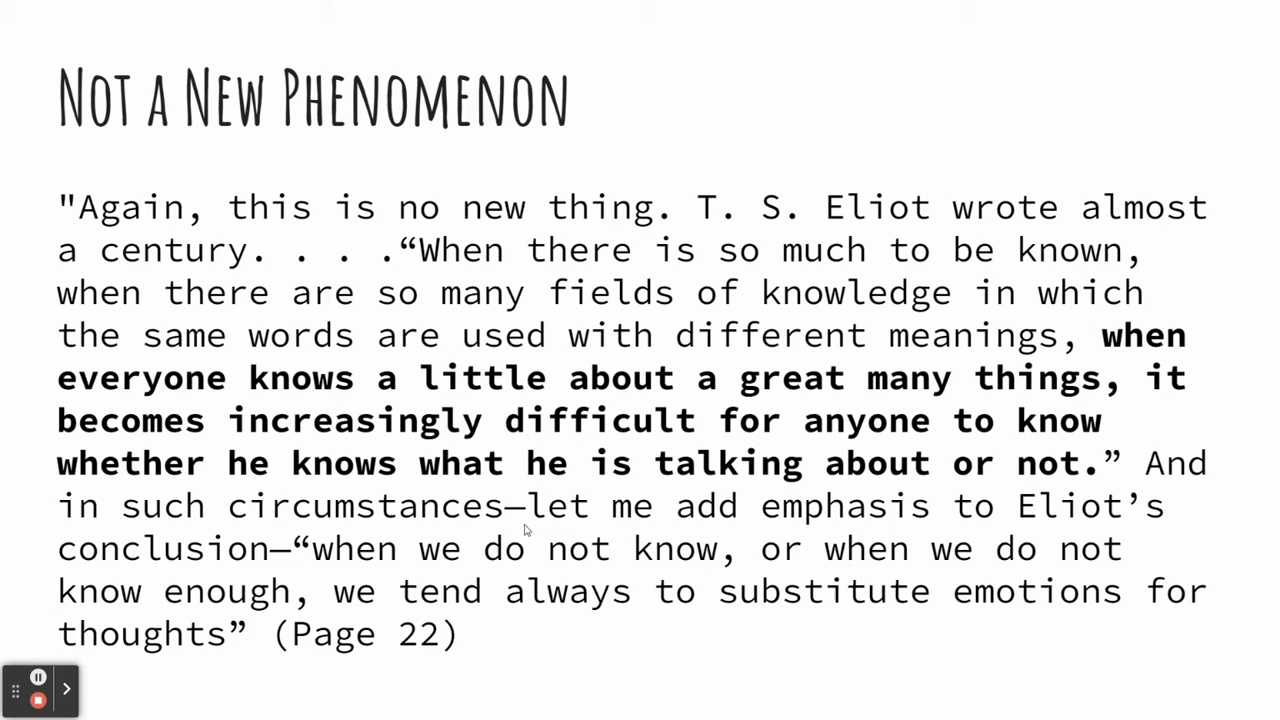 Not a New Phenomenon
"Again, this is no new thing. T. S. Eliot wrote almost
a century. . . .“When there is so much to be known,
when there are so many fields of knowledge in which
the same words are used with different meanings, when
everyone knows a little about a great many things, it
becomes increasingly difficult for anyone to know
whether he knows what he is talking about or not.” And
in such circumstances—let me add emphasis to Eliot’s
conclusion—“when we do not know, or when we do not
know enough, we tend always to substitute emotions for
thoughts” (Page 22)